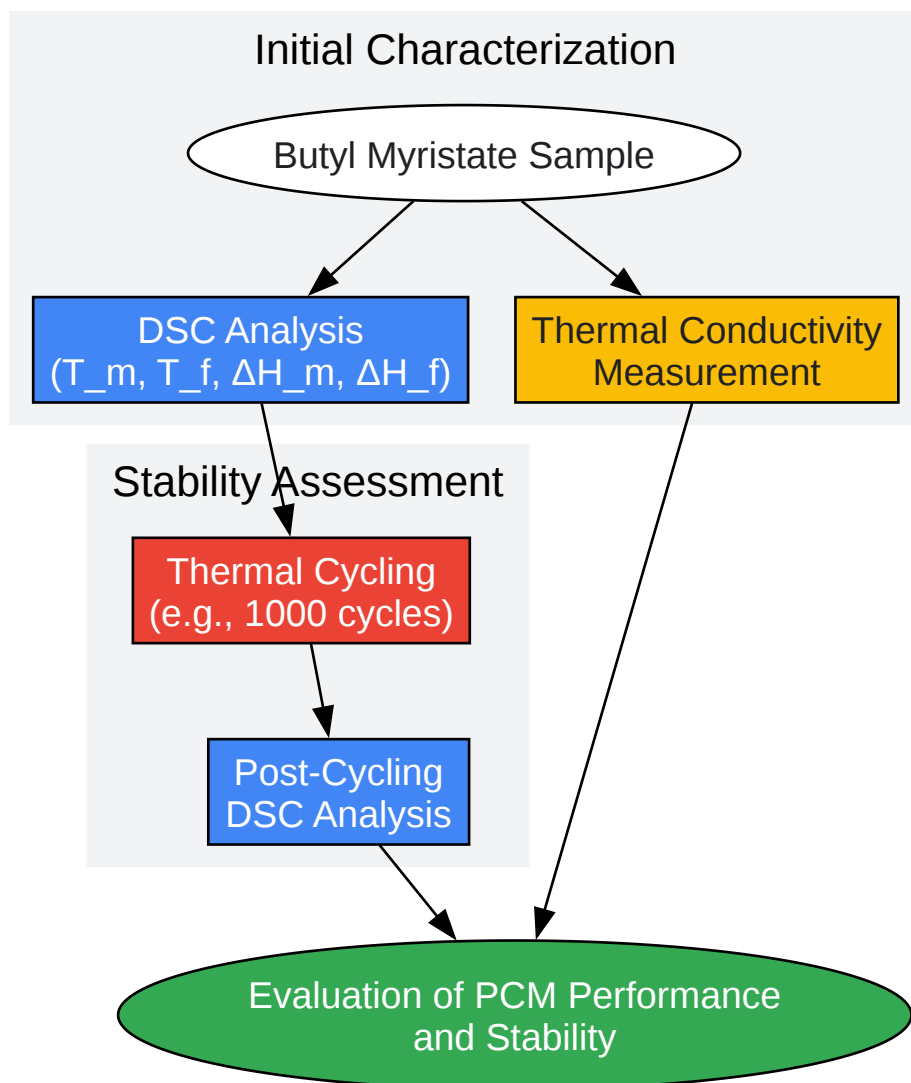 Initial Characterization
Butyl Myristate Sample
DSC Analysis
(T_m, T_f, ΔH_m, ΔH_f)
Thermal Conductivity
Measurement
Stability Assessment
Thermal Cycling
(e.g., 1000 cycles)
Post-Cycling
DSC Analysis
Evaluation of PCM Performance
and Stability